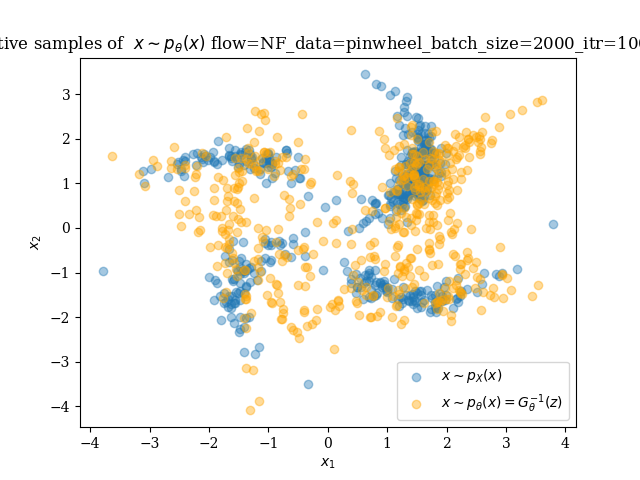 tive samples of x ~ pθ(x) flow=NF_data=pinwheel_batch_size=2000_itr=100
3
2
1
0
−1
−2
−3
−4
x₂
−4 −3 −2 −1 0 1 2 3 4
x₁
x ~ pX(x)
x ~ pθ(x) = Gθ⁻¹(z)